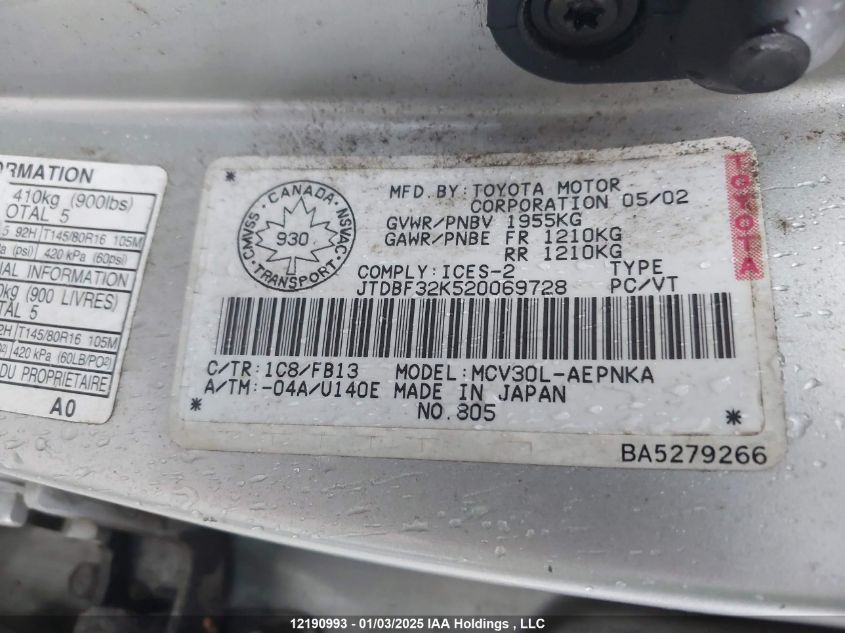 RMATION
410kg (900lbs)
OTAL 5
5 92H T145/80R16 105M
(psi) 420 kPa (60psi)
IAL INFORMATION
0kg (900 LIVRES)
TAL 5
2H T145/80R16 105M
420 kPa (60LB/PO2)
DU PROPRIETAIRE
A0
CANADA
CMVSS NSVAC
930
TRANSPORT
MFD.BY:TOYOTA MOTOR
CORPORATION 05/02
GVWR/PNBV 1955KG
GAWR/PNBE FR 1210KG
RR 1210KG
COMPLY:ICES-2 TYPE
JTDBF32K520069728 PC/VT
TOYOTA
C/TR:1C8/FB13 MODEL:MCV30L-AEPNKA
A/TM:-04A/U140E MADE IN JAPAN
NO.805
BA5279266
12190993 - 01/03/2025 IAA Holdings , LLC